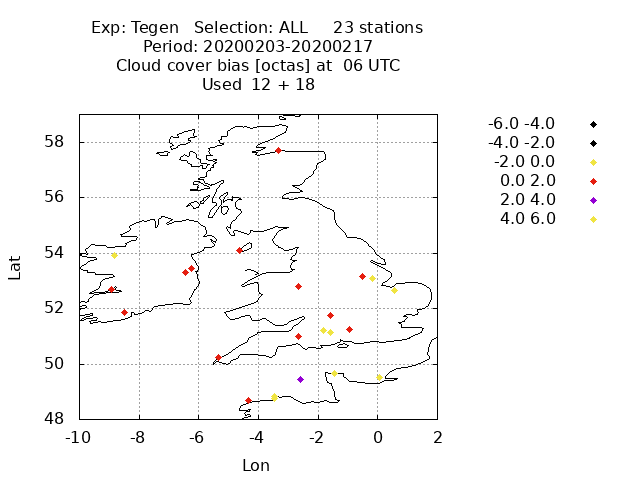 Exp: Tegen   Selection: ALL     23 stations
Period: 20200203-20200217
Cloud cover bias [octas] at  06 UTC
Used  12 + 18
-6.0 -4.0
-4.0 -2.0
-2.0 0.0
0.0 2.0
2.0 4.0
4.0 6.0
Lat
58
56
54
52
50
48
-10 -8 -6 -4 -2 0 2
Lon